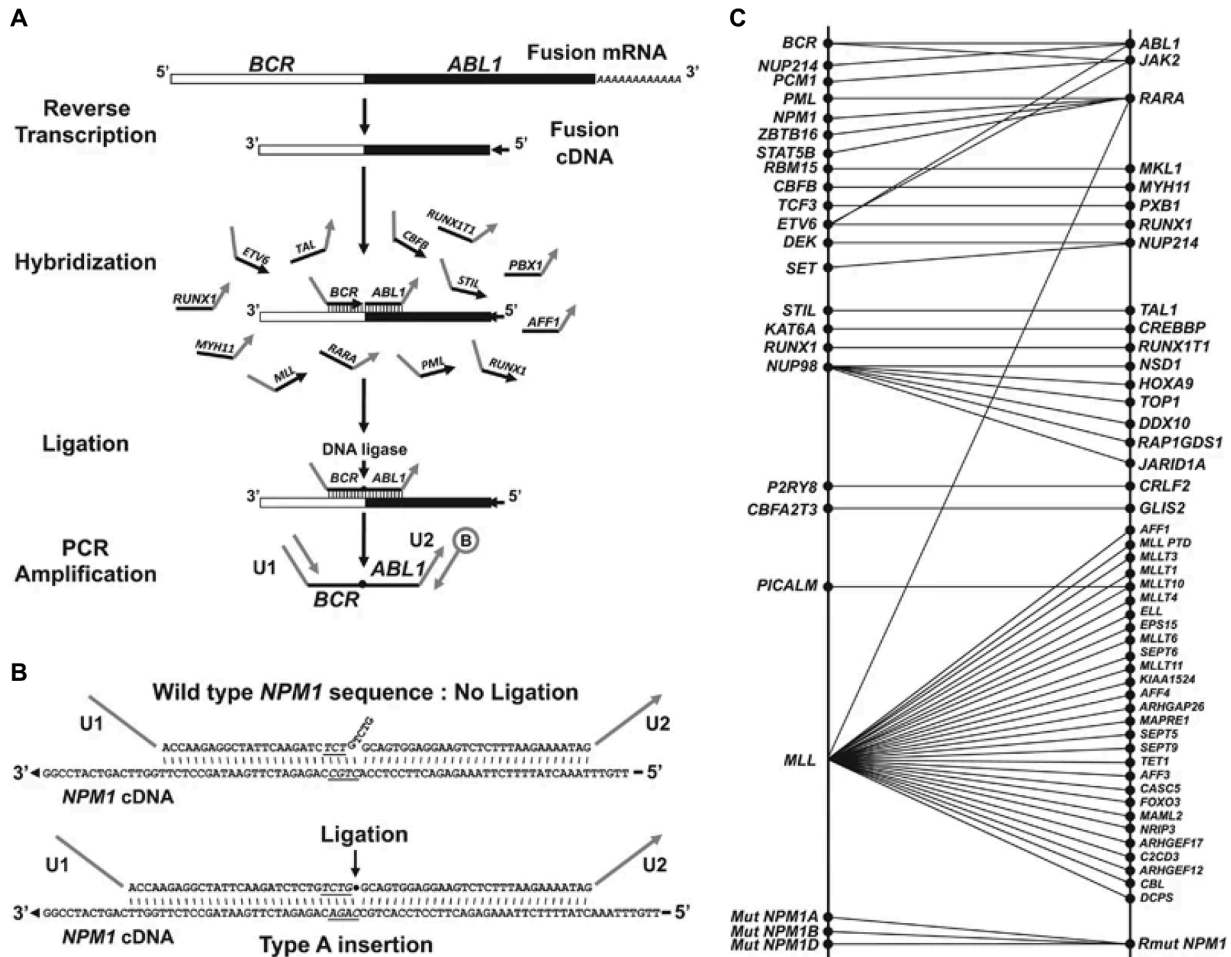 A
Fusion mRNA
BCR
ABL1
5’
AAAAAAAAAAAA
3’
Reverse
Transcription
3’
5’
Fusion
cDNA
Hybridization
ETV6
TAL
CBFB
RUNX1T1
STIL
PBX1
RUNX1
BCR
ABL1
AFF1
MYH11
MLL
RARA
PML
RUNX1
Ligation
DNA ligase
BCR
ABL1
3’
5’
PCR
Amplification
U1
U2
B
BCR
ABL1
B
Wild type NPM1 sequence : No Ligation
U1
U2
ACCAAGAGGCTATTCAAGATC TCT GTCTG GCAGTGGAGGAAGTCTCTTTAAGAAAATAG
3’ GGCCTACTGACTTGGTTCTCCGATAAGTTCTAGAGACCGTCACCTCCTTCAGAGAAATTCTTTTATCAAATTTGTT 5’
NPM1 cDNA
Ligation
U1
U2
ACCAAGAGGCTATTCAAGATCTCTGTCTG GCAGTGGAGGAAGTCTCTTTAAGAAAATAG
3’ GGCCTACTGACTTGGTTCTCCGATAAGTTCTAGAGACAGACCGTCACCTCCTTCAGAGAAATTCTTTTATCAAATTTGTT 5’
NPM1 cDNA
Type A insertion
C
BCR
NUP214
PCM1
PML
NPM1
ZBTB16
STAT5B
RBM15
CBFB
TCF3
ETV6
DEK
SET
STIL
KAT6A
RUNX1
NUP98
P2RY8
CBFA2T3
PICALM
MLL
Mut NPM1A
Mut NPM1B
Mut NPM1D
ABL1
JAK2
RARA
MKL1
MYH11
PXB1
RUNX1
NUP214
TAL1
CREBBP
RUNX1T1
NSD1
HOXA9
TOP1
DDX10
RAP1GDS1
JARID1A
CRLF2
GLIS2
AFF1
MLL PTD
MLLT3
MLLT1
MLLT10
MLLT4
ELL
EPS15
MLLT6
SEPT6
MLLT11
KIAA1524
AFF4
ARHGAP26
MAPRE1
SEPT5
SEPT9
TET1
AFF3
CASC5
FOXO3
MAML2
NRIP3
ARHGEF17
C2CD3
ARHGEF12
CBL
DCPS
Rmut NPM1